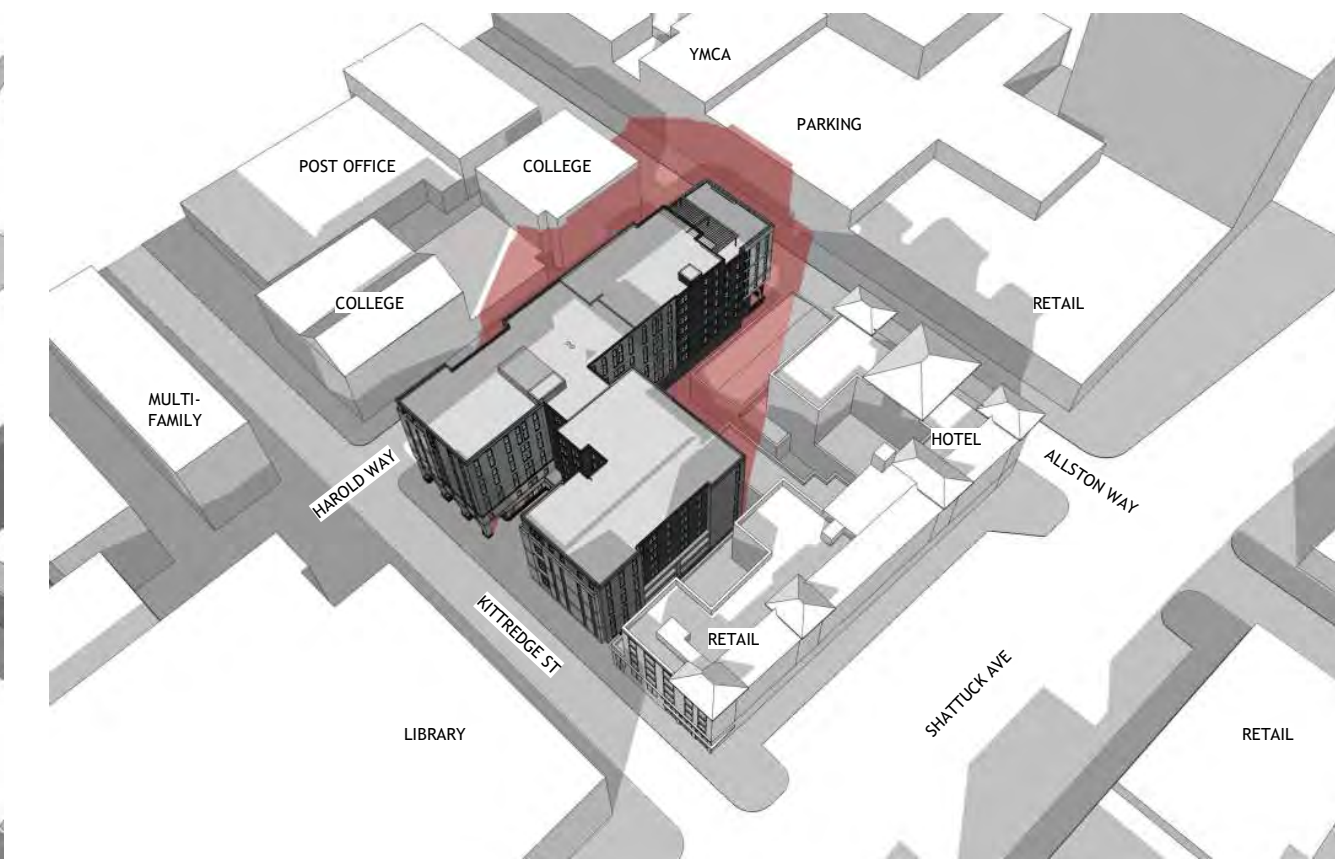 YMCA
PARKING
POST OFFICE
COLLEGE
COLLEGE
RETAIL
MULTI-
FAMILY
HOTEL
HAROLD WAY
ALLSTON WAY
KITTREDGE ST
RETAIL
SHATTUCK AVE
LIBRARY
RETAIL